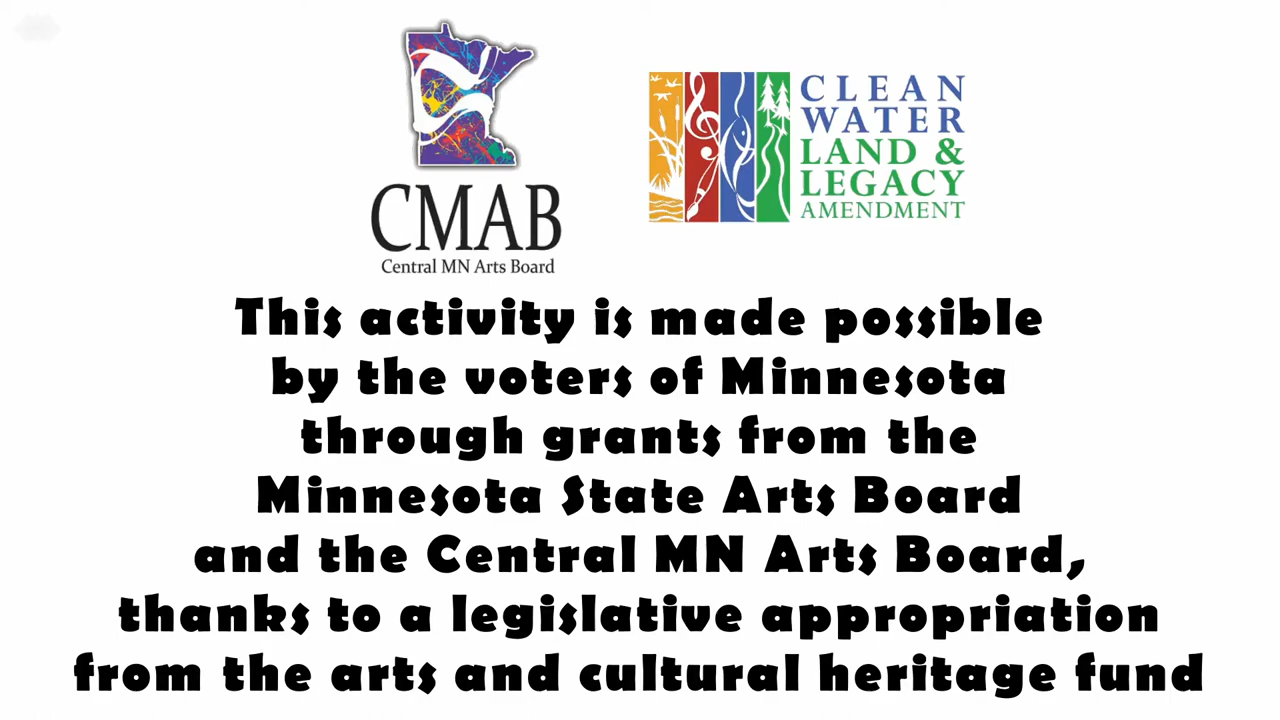 CMAB
Central MN Arts Board
CLEAN
WATER
LAND &
LEGACY
AMENDMENT
This activity is made possible
by the voters of Minnesota
through grants from the
Minnesota State Arts Board
and the Central MN Arts Board,
thanks to a legislative appropriation
from the arts and cultural heritage fund